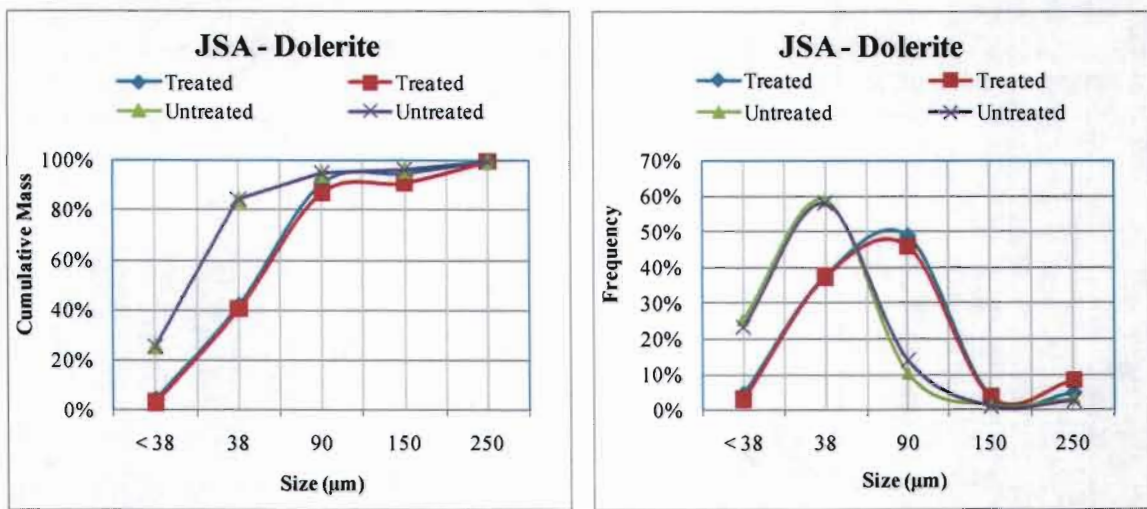 JSA - Dolerite
Treated Treated
Untreated Untreated
100%
80%
60%
40%
20%
0%
Cumulative Mass
<38 38 90 150 250
Size (µm)
JSA - Dolerite
Treated Treated
Untreated Untreated
70%
60%
50%
40%
30%
20%
10%
0%
Frequency
<38 38 90 150 250
Size (µm)